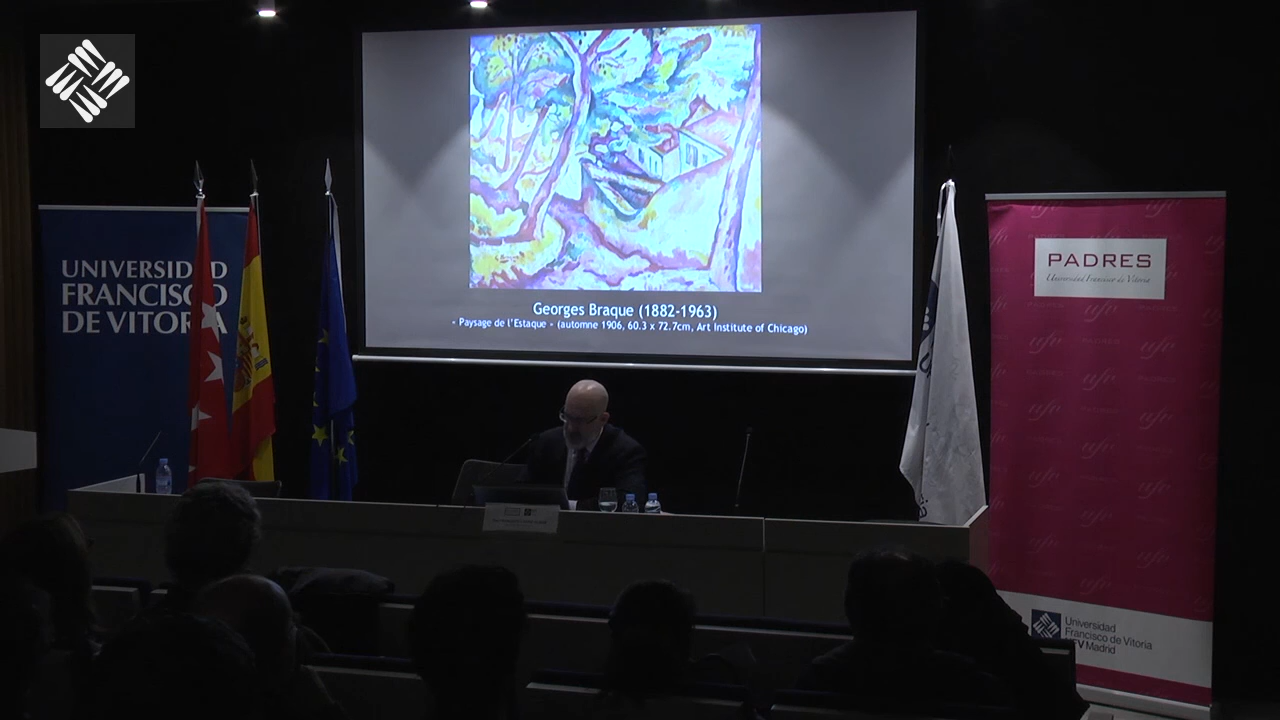 Georges Braque (1882-1963)
« Paysage de l'Estaque » (automne 1906, 60.3 x 72.7cm, Art Institute of Chicago)
UNIVERSIDAD
FRANCISCO
DE VITORIA
PADRES
Universidad Francisco de Vitoria
Universidad
Francisco de Vitoria
UFV Madrid